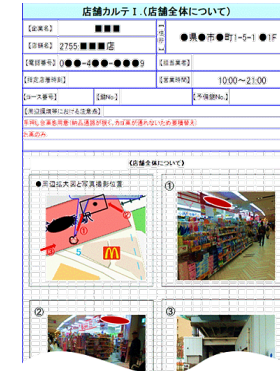 店舗カルテⅠ.(店舗全体について)
【企業名】 ■■■
【住所】 ●県●市●町1-5-1 ●1F
【店舗名】 2755:■■■店
【電話番号】 0●●-4●●-●●●9
【担当業者】
【指定店着時刻】
【営業時間】 10:00～21:00
【コース番号】
【鍵No.】
【予備鍵No.】
【周辺環境等における注意点】
(店舗全体について)
●周辺拡大図と写真撮影位置
①
②
③